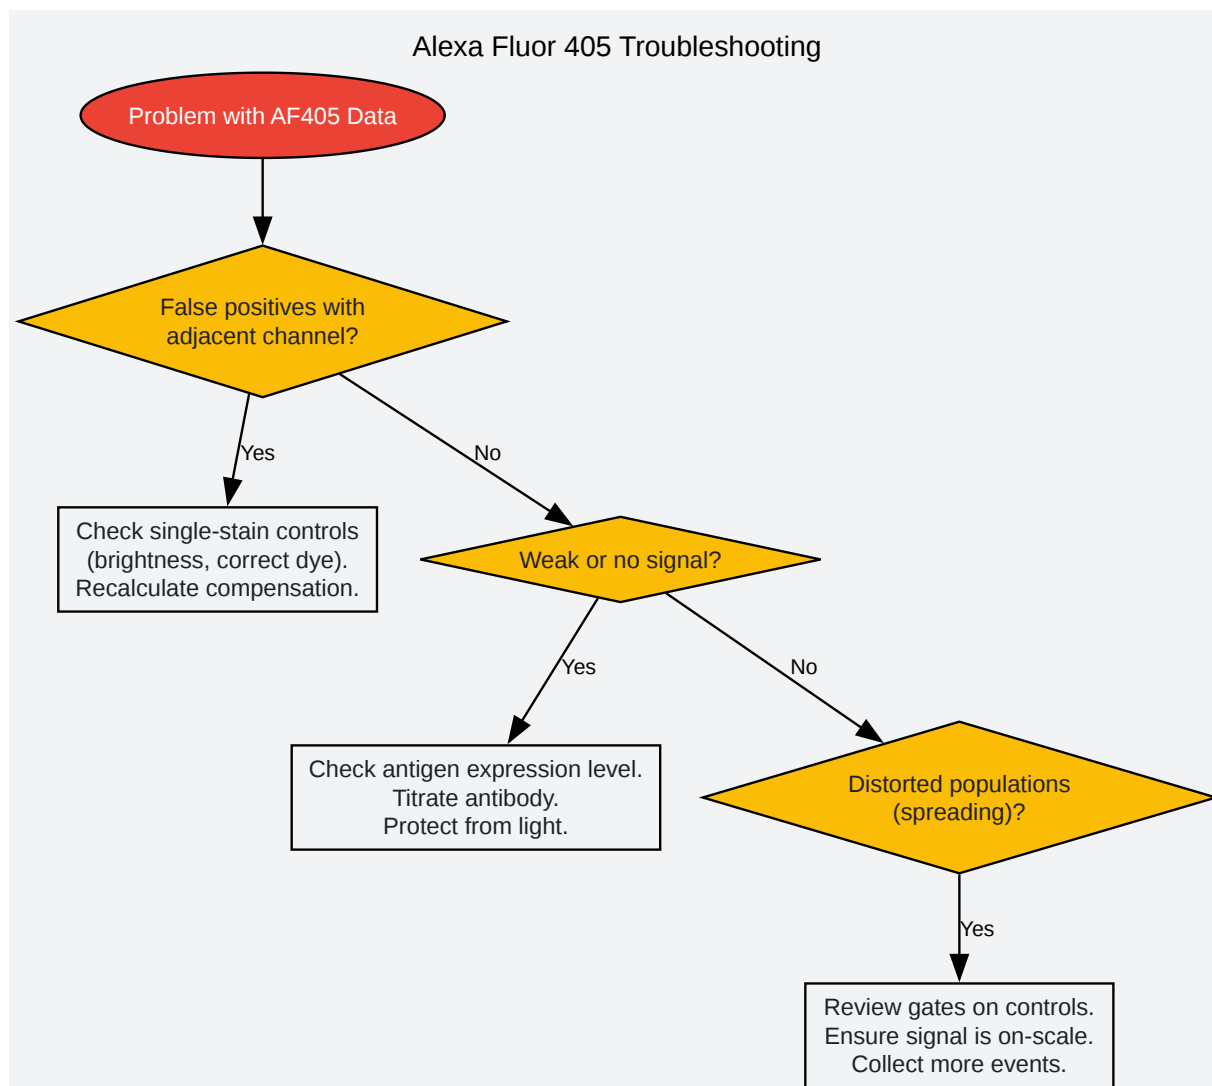 Alexa Fluor 405 Troubleshooting
Problem with AF405 Data
False positives with
adjacent channel?
Yes
No
Check single-stain controls
(brightness, correct dye).
Recalculate compensation.
Weak or no signal?
Yes
No
Check antigen expression level.
Titrate antibody.
Protect from light.
Distorted populations
(spreading)?
Yes
Review gates on controls.
Ensure signal is on-scale.
Collect more events.